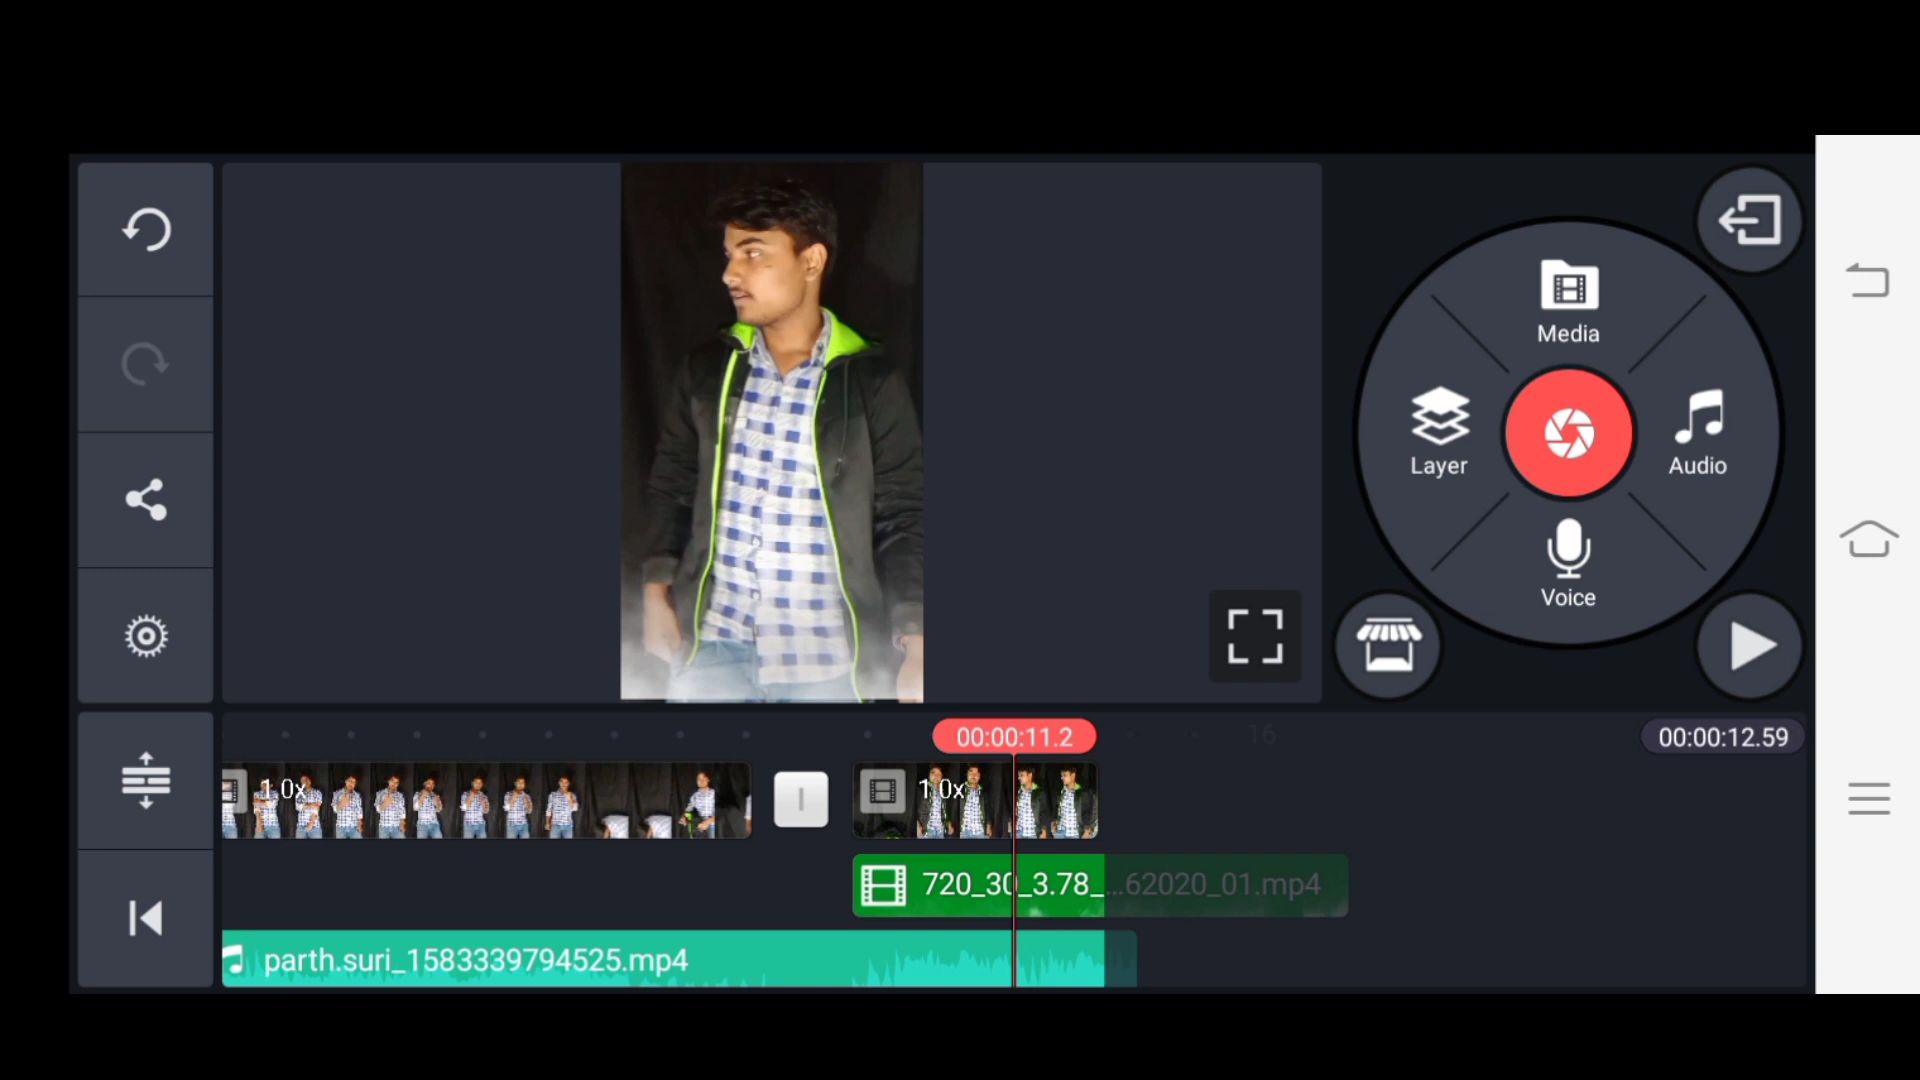 Media
Layer
Audio
Voice
00:00:11.2
16
00:00:12.59
1.0x
1.0x
720_30_3.78_...62020_01.mp4
parth.suri_1583339794525.mp4